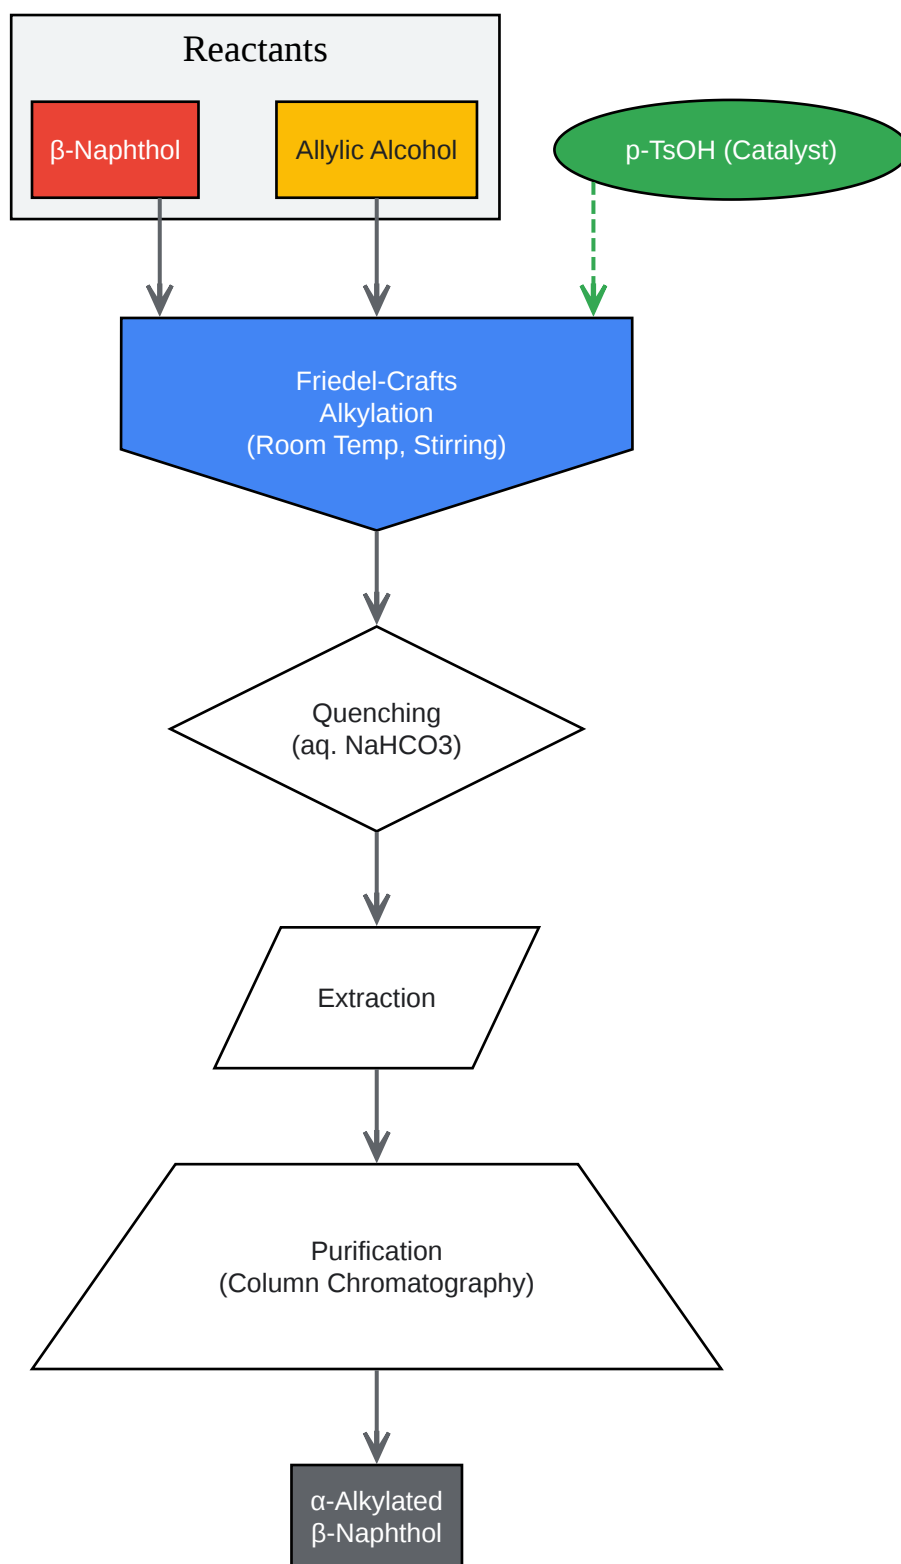 Reactants
β-Naphthol
Allylic Alcohol
p-TsOH (Catalyst)
Friedel-Crafts
Alkylation
(Room Temp, Stirring)
Quenching
(aq. NaHCO3)
Extraction
Purification
(Column Chromatography)
α-Alkylated
β-Naphthol